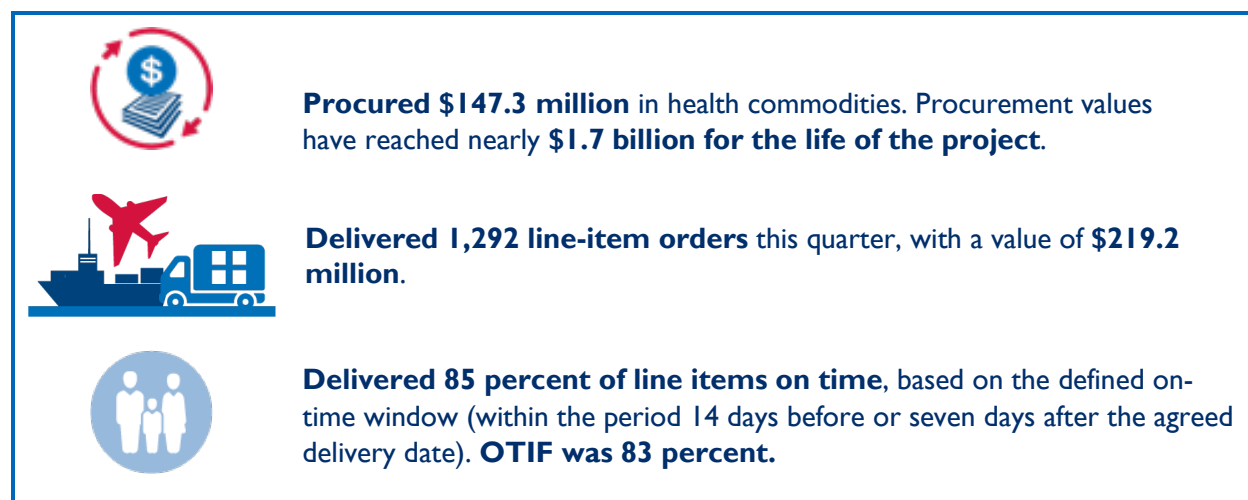 $
Procured $147.3 million in health commodities. Procurement values
have reached nearly $1.7 billion for the life of the project.
Delivered 1,292 line-item orders this quarter, with a value of $219.2
million.
Delivered 85 percent of line items on time, based on the defined on-
time window (within the period 14 days before or seven days after the agreed
delivery date). OTIF was 83 percent.